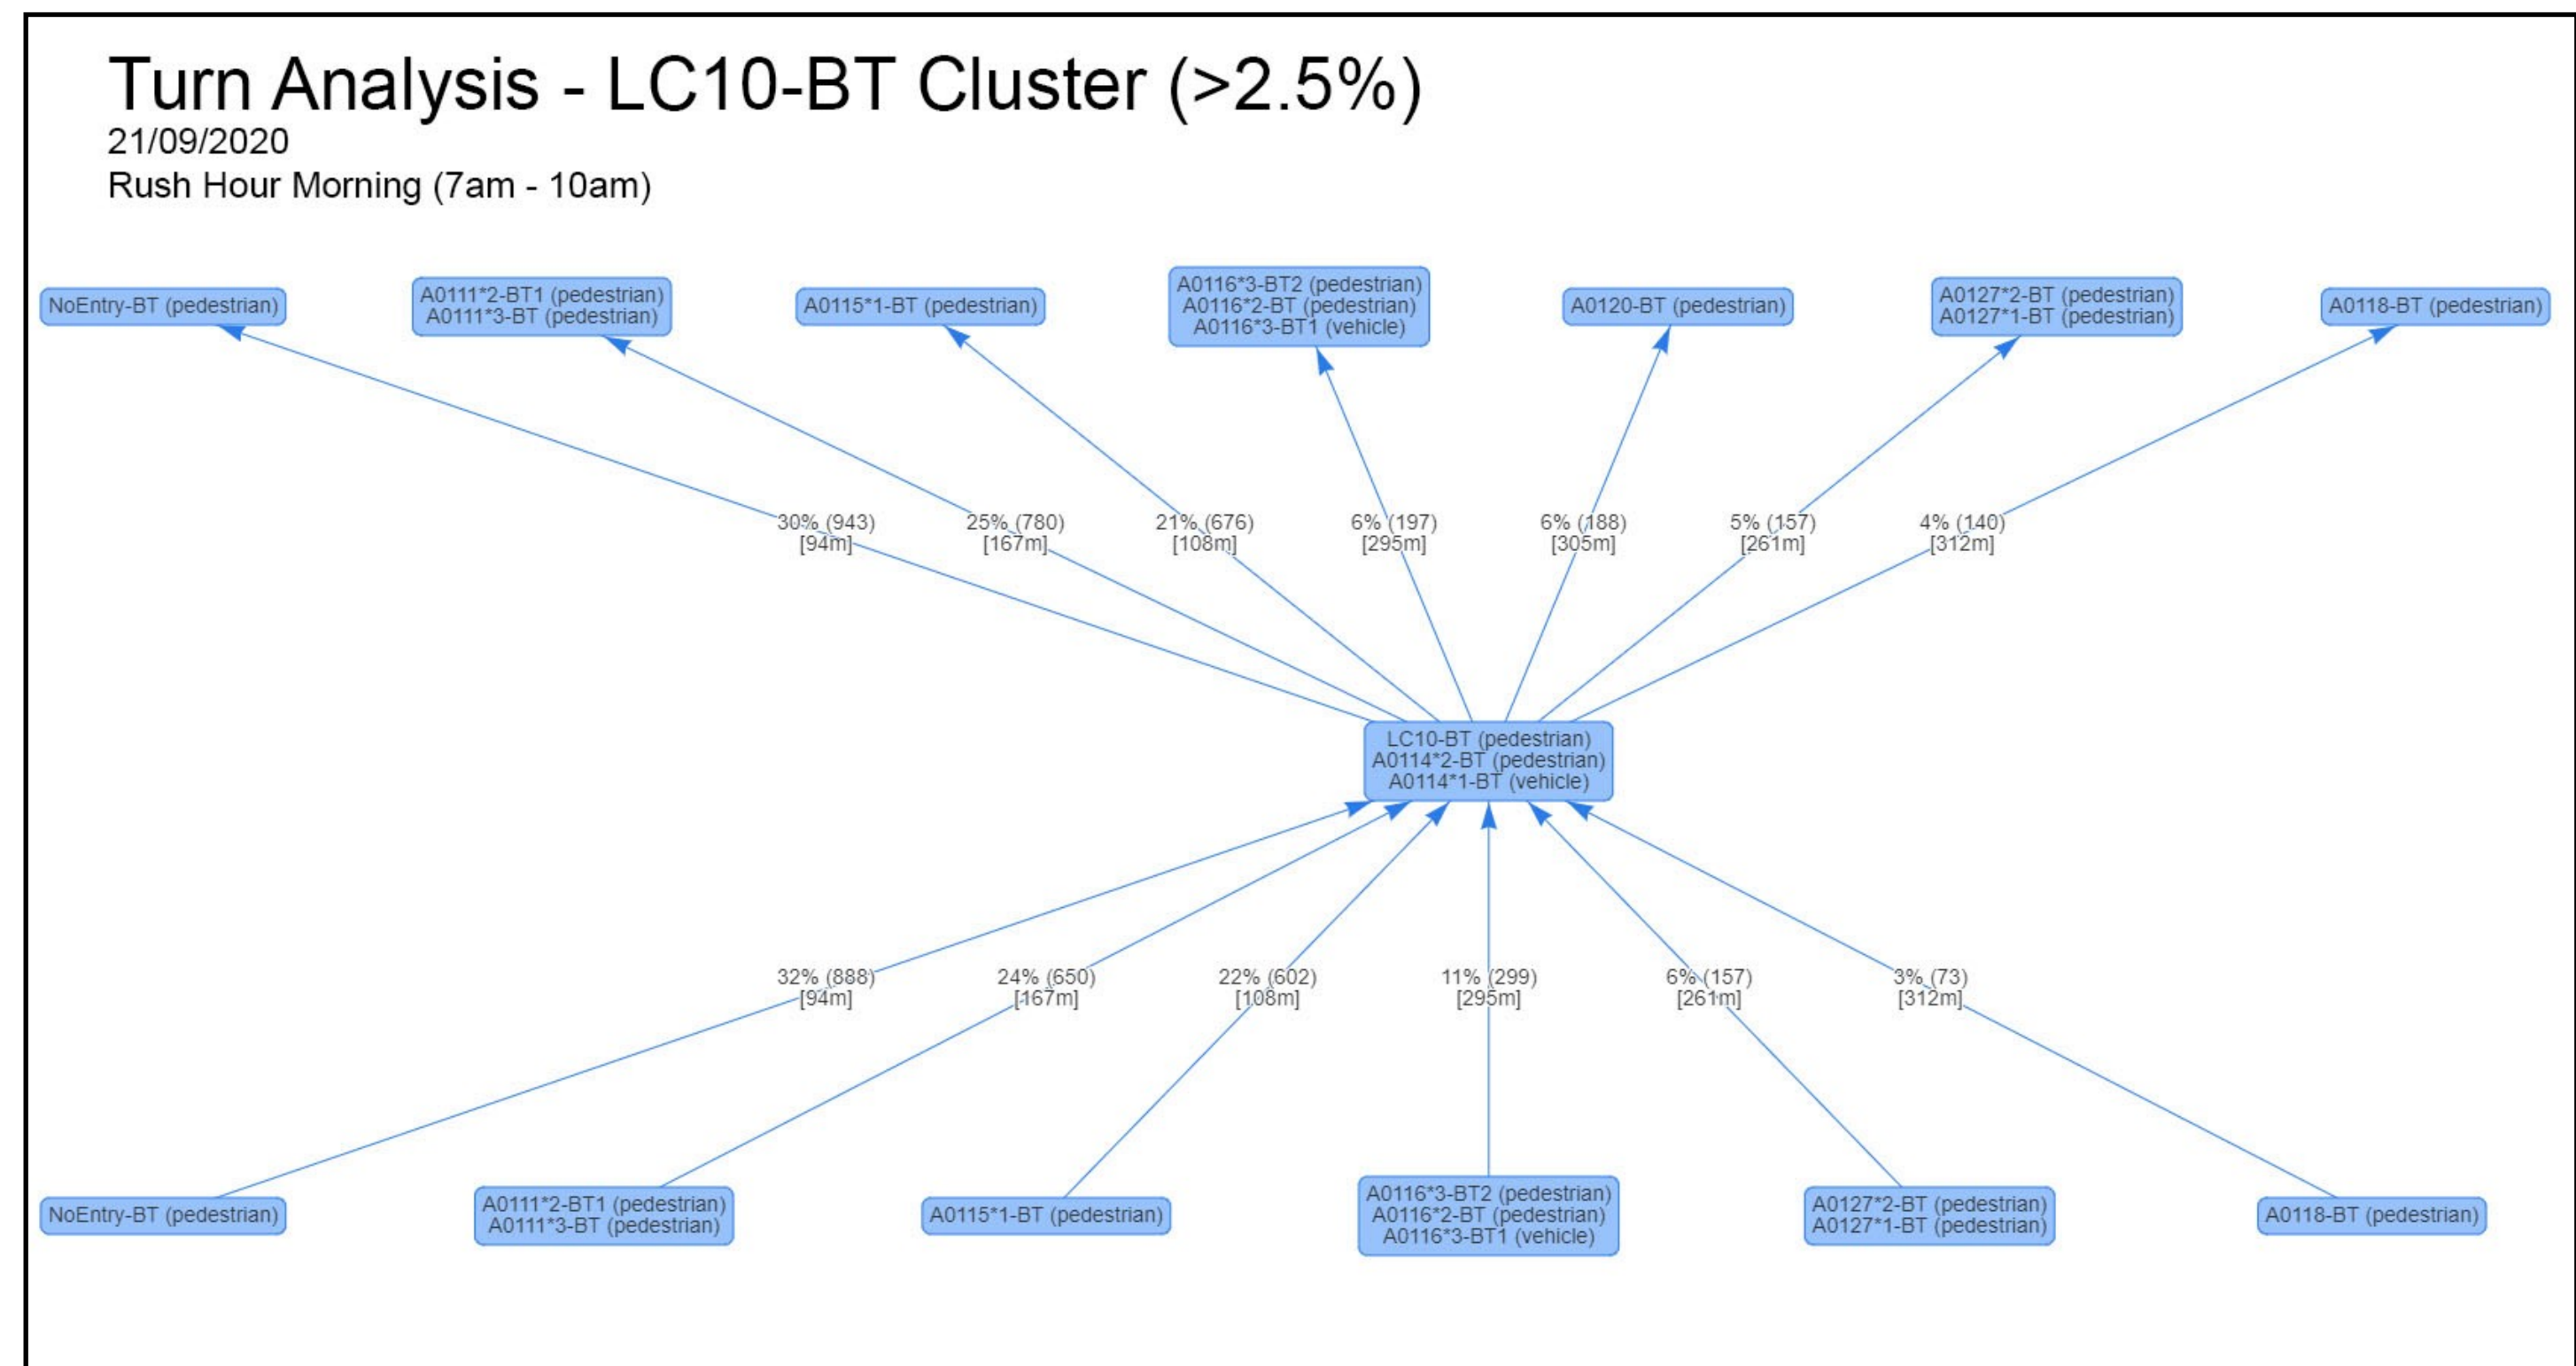 Turn Analysis - LC10-BT Cluster (>2.5%)
21/09/2020
Rush Hour Morning (7am - 10am)
NoEntry-BT (pedestrian)
A0111*2-BT1 (pedestrian)
A0111*3-BT (pedestrian)
A0115*1-BT (pedestrian)
A0116*3-BT2 (pedestrian)
A0116*2-BT (pedestrian)
A0116*3-BT1 (vehicle)
A0120-BT (pedestrian)
A0127*2-BT (pedestrian)
A0127*1-BT (pedestrian)
A0118-BT (pedestrian)
30% (943)
[94m]
25% (780)
[167m]
21% (676)
[108m]
6% (197)
[295m]
6% (188)
[305m]
5% (157)
[261m]
4% (140)
[312m]
LC10-BT (pedestrian)
A0114*2-BT (pedestrian)
A0114*1-BT (vehicle)
32% (888)
[94m]
24% (650)
[167m]
22% (602)
[108m]
11% (299)
[295m]
6% (157)
[261m]
3% (73)
[312m]
NoEntry-BT (pedestrian)
A0111*2-BT1 (pedestrian)
A0111*3-BT (pedestrian)
A0115*1-BT (pedestrian)
A0116*3-BT2 (pedestrian)
A0116*2-BT (pedestrian)
A0116*3-BT1 (vehicle)
A0127*2-BT (pedestrian)
A0127*1-BT (pedestrian)
A0118-BT (pedestrian)